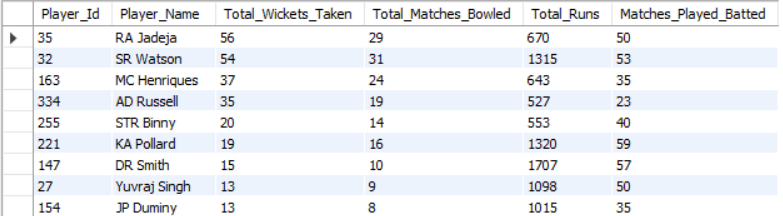 Player_Id Player_Name Total_Wickets_Taken Total_Matches_Bowled Total_Runs Matches_Played_Batted
35 RA Jadeja 56 29 670 50
32 SR Watson 54 31 1315 53
163 MC Henriques 37 24 643 35
334 AD Russell 35 19 527 23
255 STR Binny 20 14 553 40
221 KA Pollard 19 16 1320 59
147 DR Smith 15 10 1707 57
27 Yuvraj Singh 13 9 1098 50
154 JP Duminy 13 8 1015 35